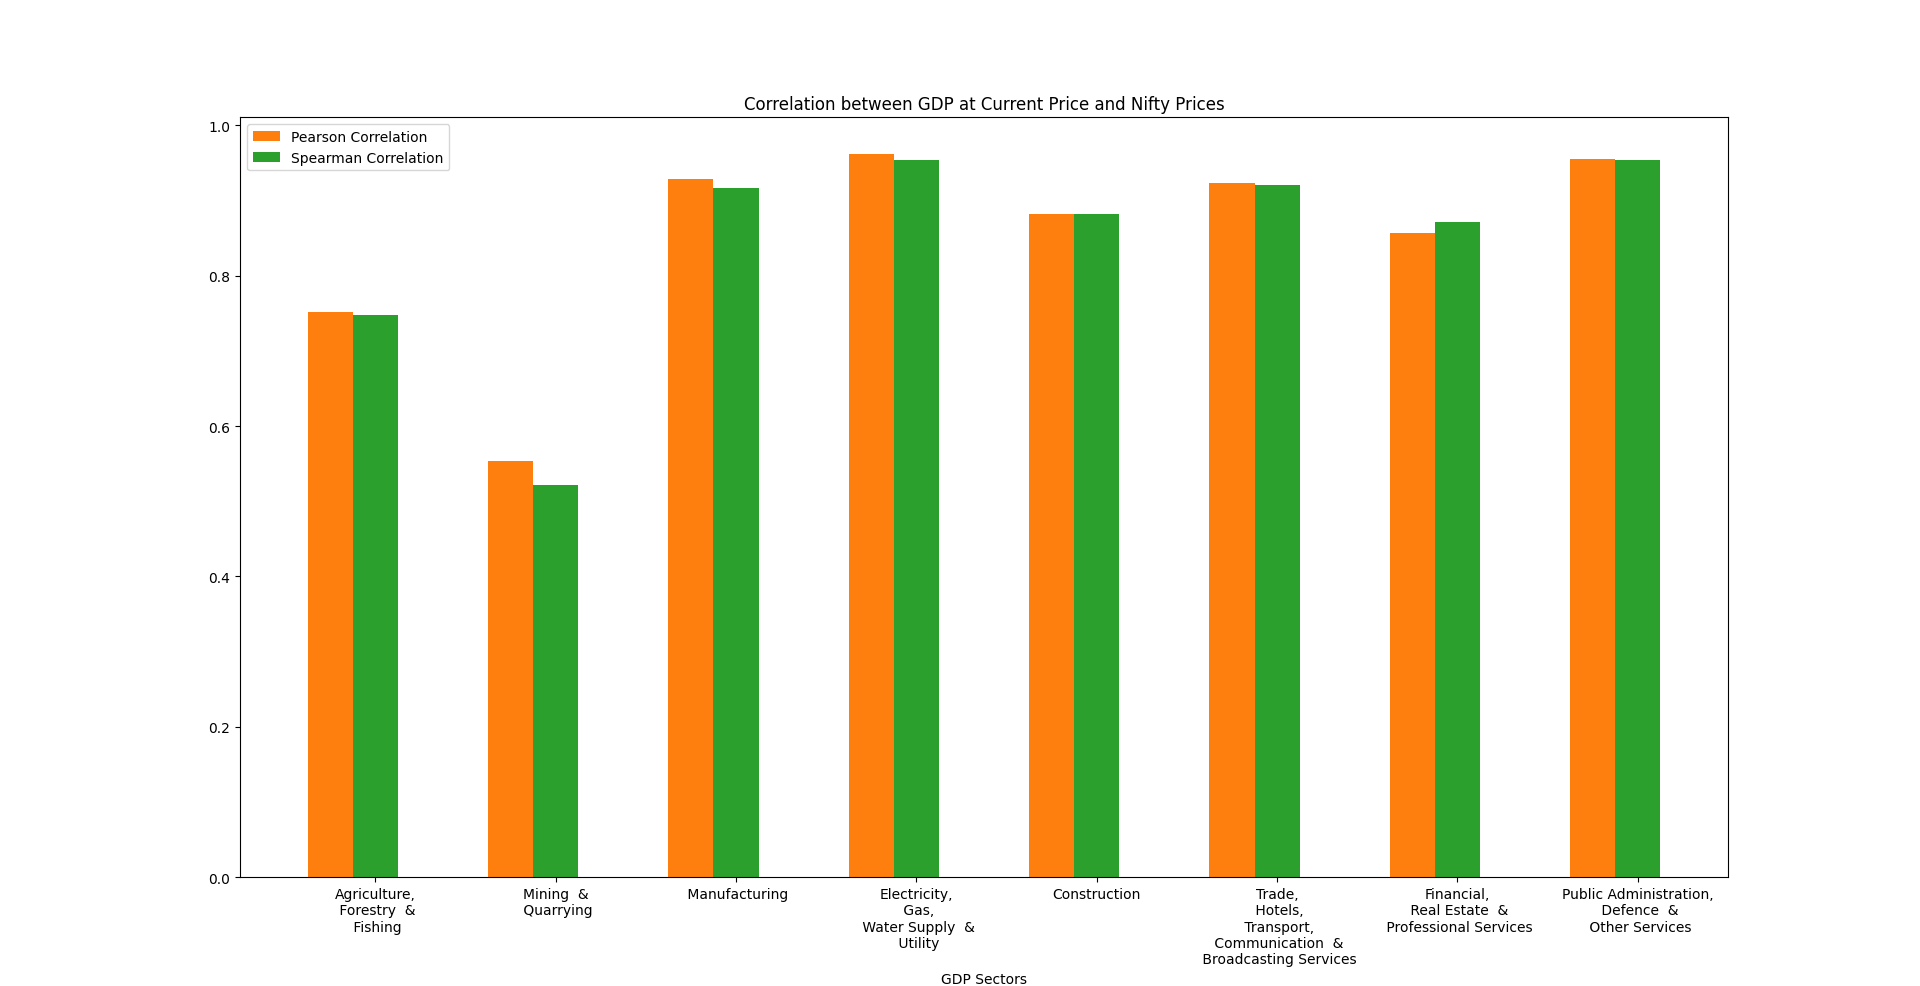 Correlation between GDP at Current Price and Nifty Prices
Pearson Correlation
Spearman Correlation
1.0
0.8
0.6
0.4
0.2
0.0
Agriculture,
Forestry & 
Fishing
Mining & 
Quarrying
Manufacturing
Electricity,
Gas,
Water Supply & 
Utility
Construction
Trade,
Hotels,
Transport,
Communication & 
Broadcasting Services
Financial,
Real Estate & 
Professional Services
Public Administration,
Defence & 
Other Services
GDP Sectors